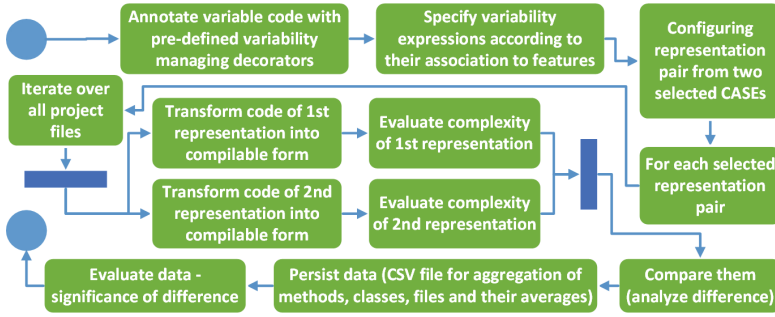 Annotate variable code with
pre-defined variability
managing decorators
Specify variability
expressions according to
their association to features
Configuring
representation
pair from two
selected CASEs
Iterate over
all project
files
Transform code of 1st
representation into
compilable form
Evaluate complexity
of 1st representation
For each selected
representation
pair
Transform code of 2nd
representation into
compilable form
Evaluate complexity
of 2nd representation
Evaluate data -
significance of difference
Persist data (CSV file for aggregation of
methods, classes, files and their averages)
Compare them
(analyze difference)